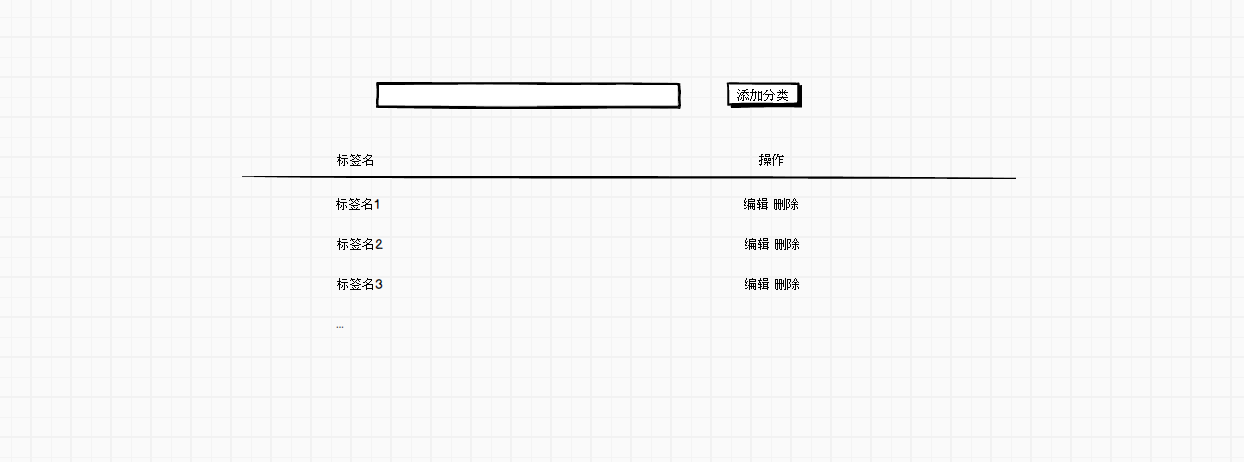 添加分类
标签名 操作
标签名1 编辑 删除
标签名2 编辑 删除
标签名3 编辑 删除
...